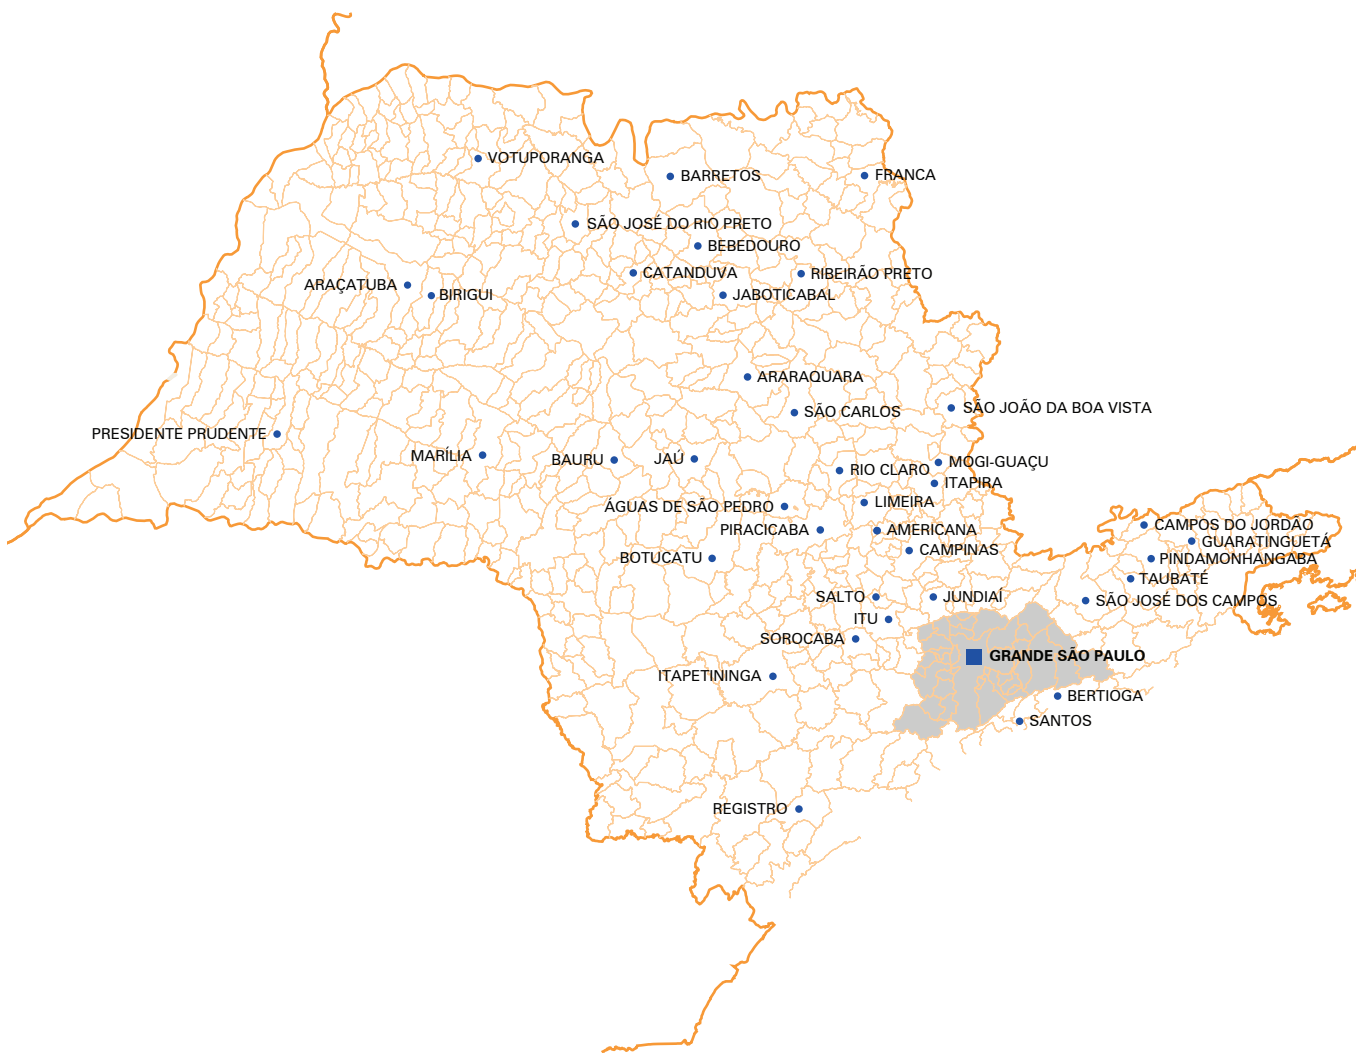 VOTUPORANGA
BARRETOS
FRANCA
SÃO JOSÉ DO RIO PRETO
BEBEDOURO
CATANDUVA
RIBEIRÃO PRETO
ARAÇATUBA
BIRIGUI
JABOTICABAL
ARARAQUARA
SÃO CARLOS
SÃO JOÃO DA BOA VISTA
PRESIDENTE PRUDENTE
MARÍLIA
BAURU
JAÚ
RIO CLARO
MOGI-GUAÇU
ITAPIRA
ÁGUAS DE SÃO PEDRO
LIMEIRA
PIRACICABA
AMERICANA
CAMPOS DO JORDÃO
GUARATINGUETÁ
BOTUCATU
CAMPINAS
PINDAMONHANGABA
TAUBATÉ
SALTO
JUNDIAÍ
SÃO JOSÉ DOS CAMPOS
ITU
SOROCABA
GRANDE SÃO PAULO
ITAPETININGA
BERTIOGA
SANTOS
REGISTRO